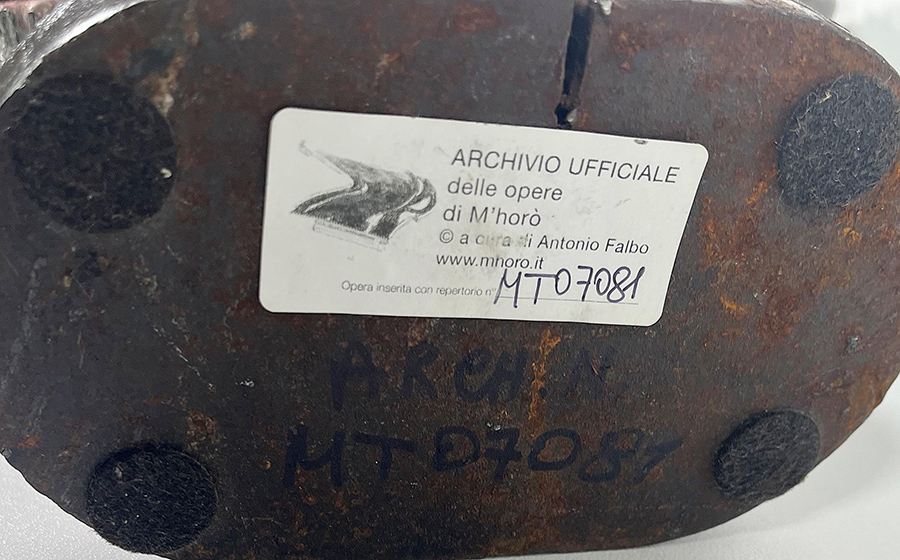 ARCHIVIO UFFICIALE
delle opere
di M'horò
© a cura di Antonio Falbo
www.mhoro.it
Opera inserita con repertorio n° MT07081
ARCH. N.
MT07081